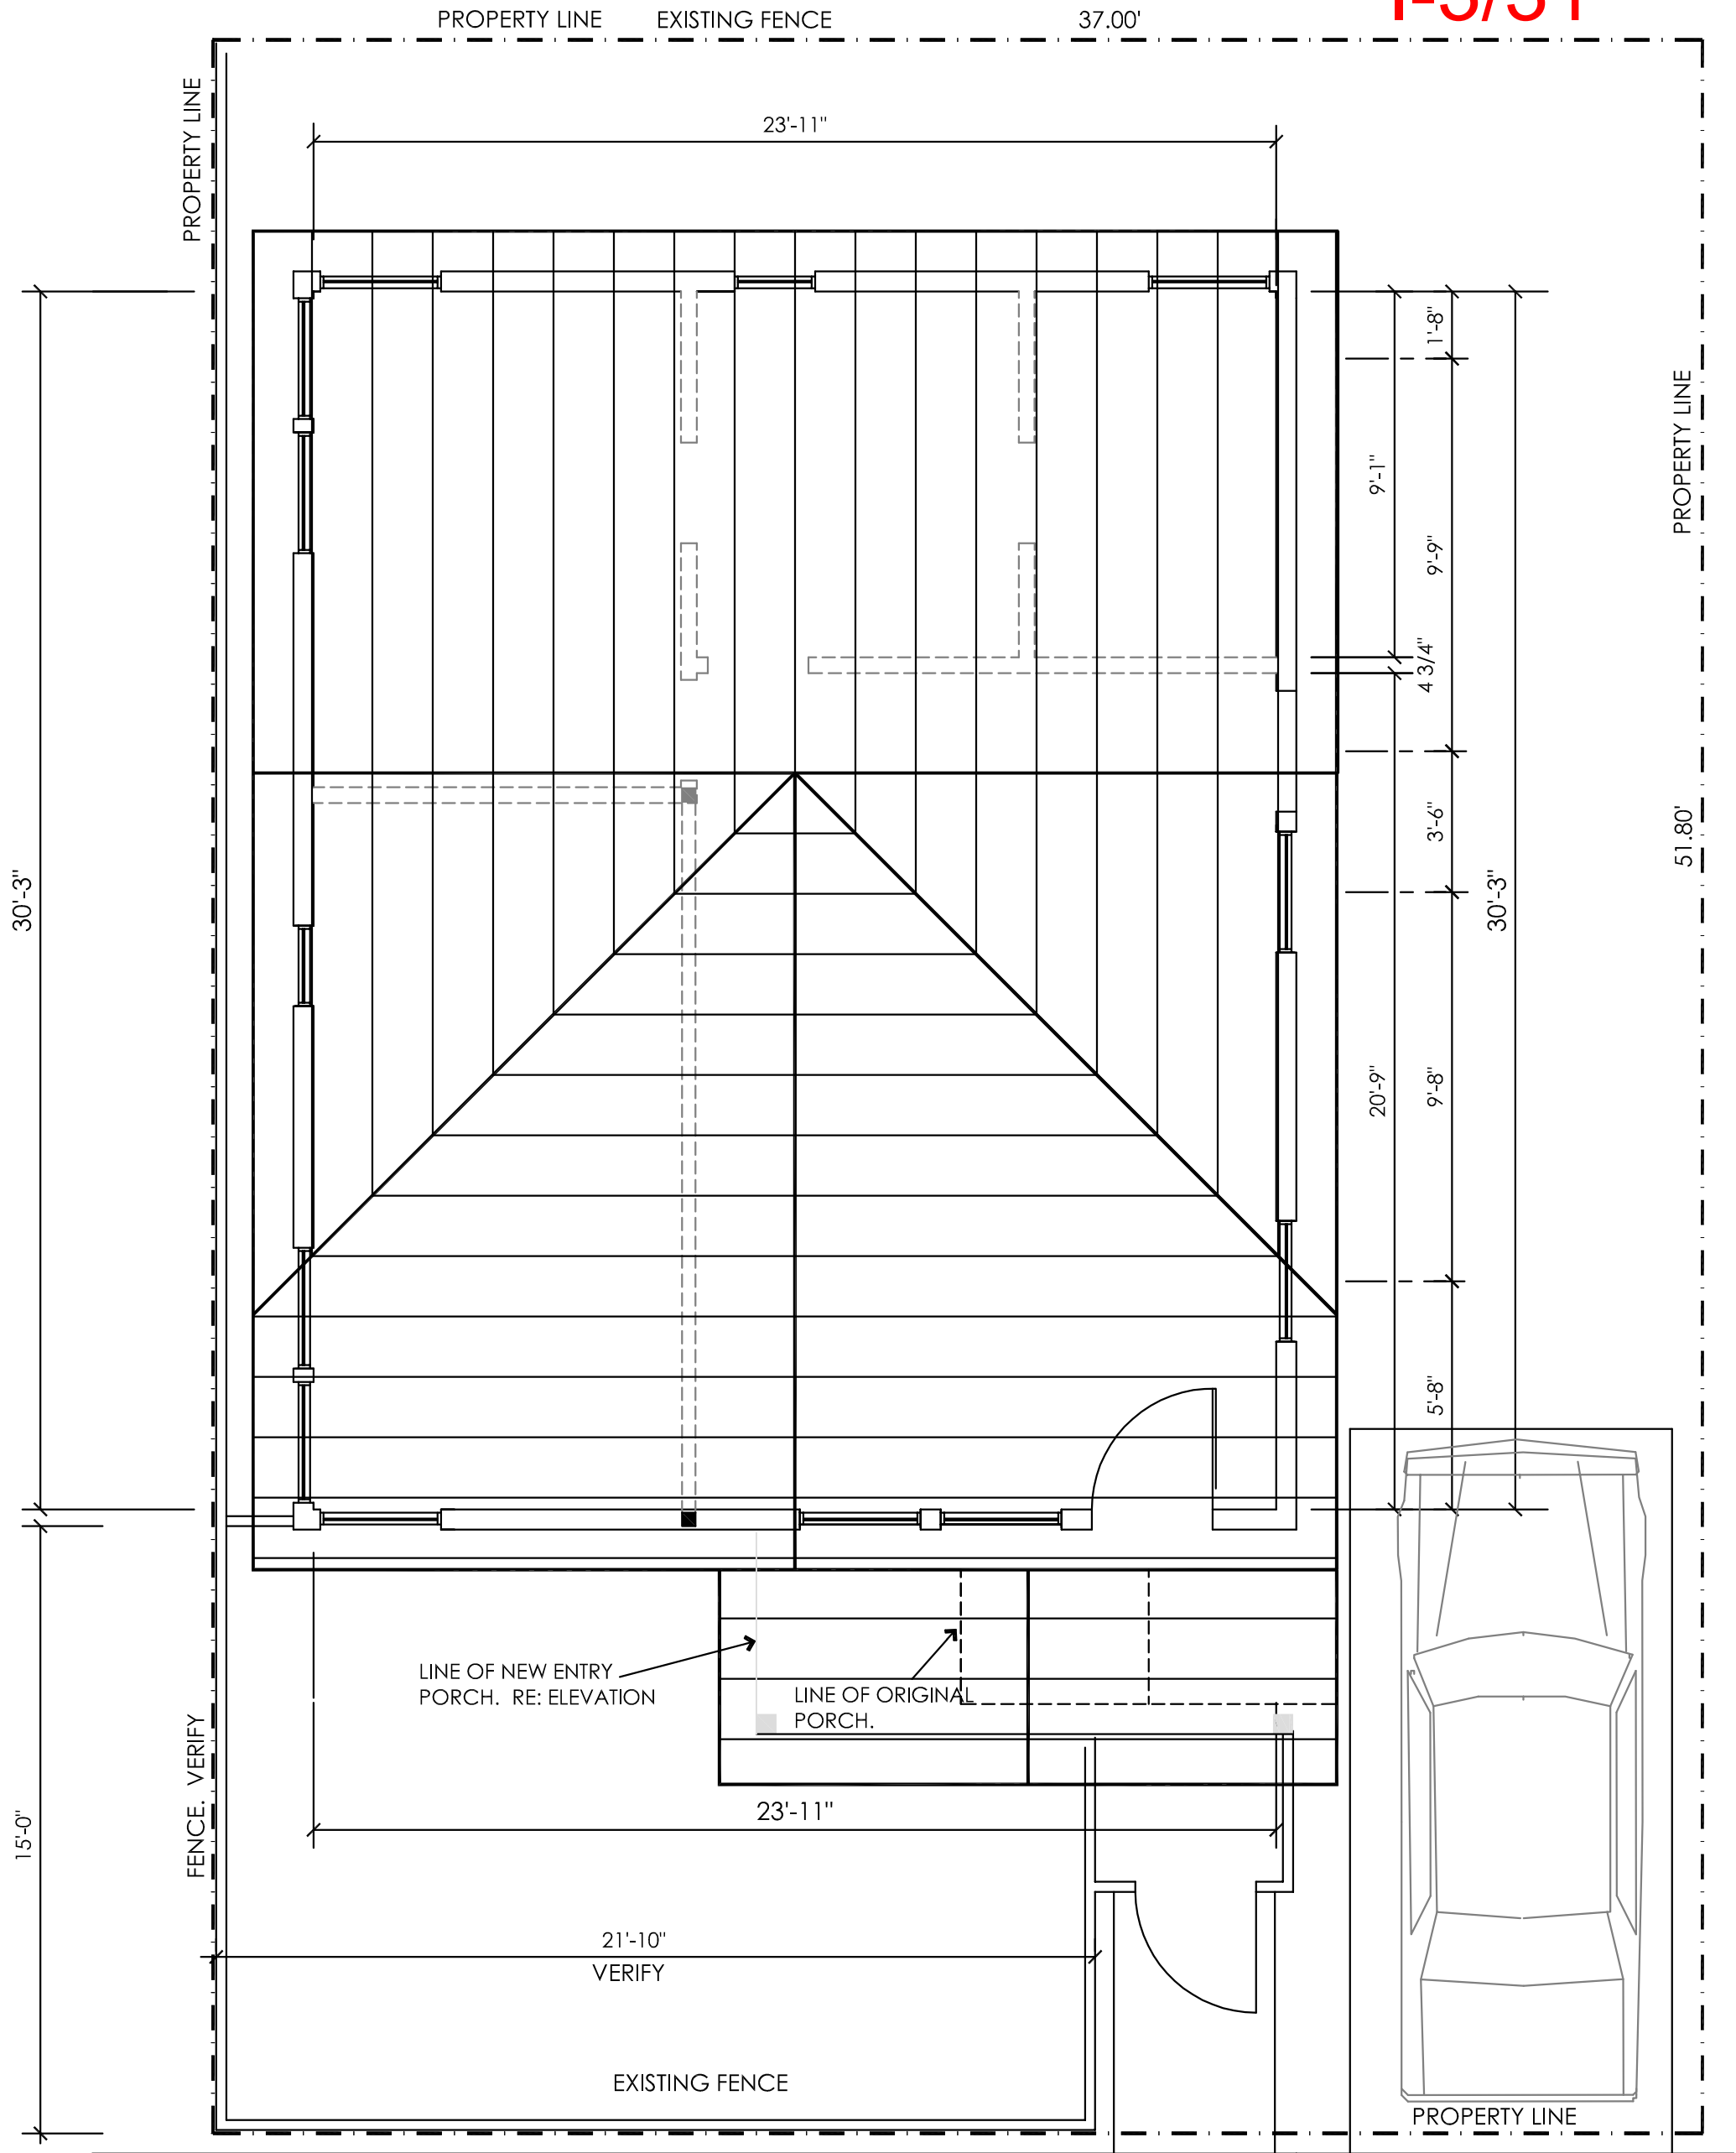 PROPERTY LINE EXISTING FENCE 37.00'
PROPERTY LINE
23'-11"
1'-8"
PROPERTY LINE
9'-1"
9'-9"
4 3/4"
3'-6"
51.80'
30'-3"
30'-3"
20'-9"
9'-8"
5'-8"
LINE OF NEW ENTRY
PORCH. RE: ELEVATION
LINE OF ORIGINAL
PORCH.
FENCE. VERIFY
23'-11"
15'-0"
21'-10"
VERIFY
EXISTING FENCE
PROPERTY LINE